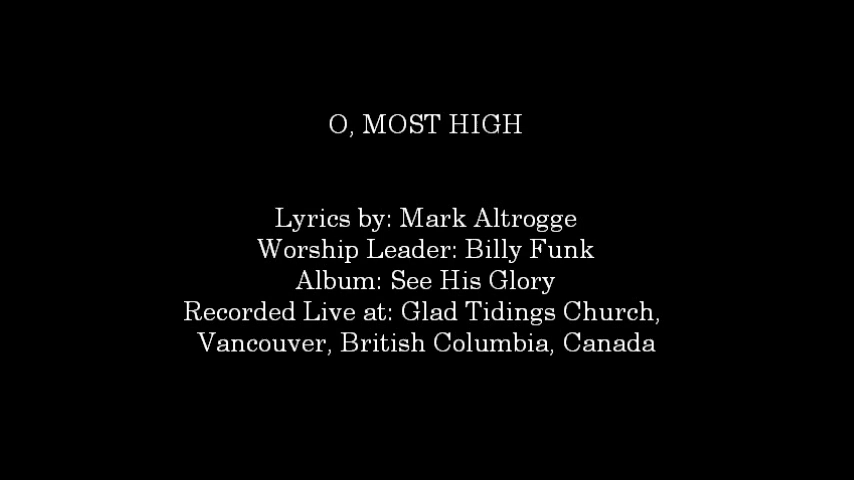 O, MOST HIGH
Lyrics by: Mark Altrogge
Worship Leader: Billy Funk
Album: See His Glory
Recorded Live at: Glad Tidings Church,
Vancouver, British Columbia, Canada